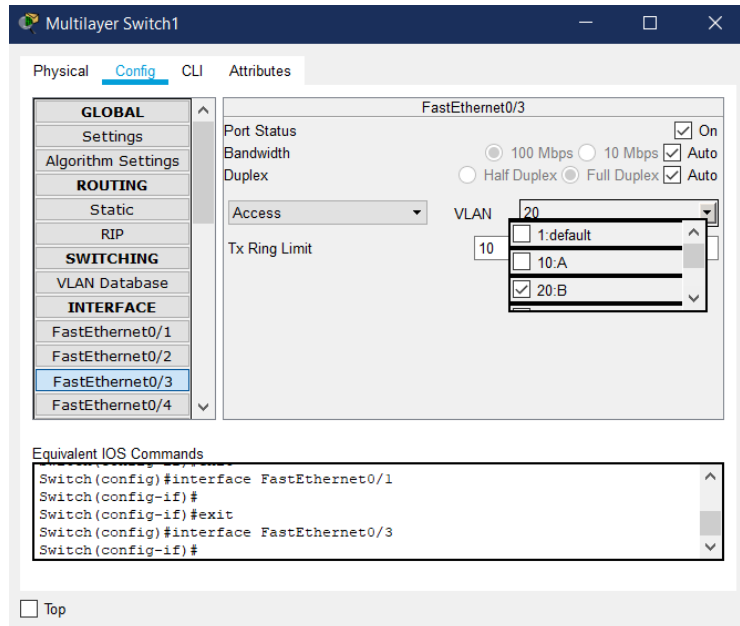 Multilayer Switch1
Physical Config CLI Attributes
GLOBAL
Settings
Algorithm Settings
ROUTING
Static
RIP
SWITCHING
VLAN Database
INTERFACE
FastEthernet0/1
FastEthernet0/2
FastEthernet0/3
FastEthernet0/4
FastEthernet0/3
Port Status On
Bandwidth 100 Mbps 10 Mbps Auto
Duplex Half Duplex Full Duplex Auto
Access VLAN 20
1:default
10:A
20:B
Tx Ring Limit 10
Equivalent IOS Commands
Switch(config)#interface FastEthernet0/1
Switch(config-if)#
Switch(config-if)#exit
Switch(config)#interface FastEthernet0/3
Switch(config-if)#
Top